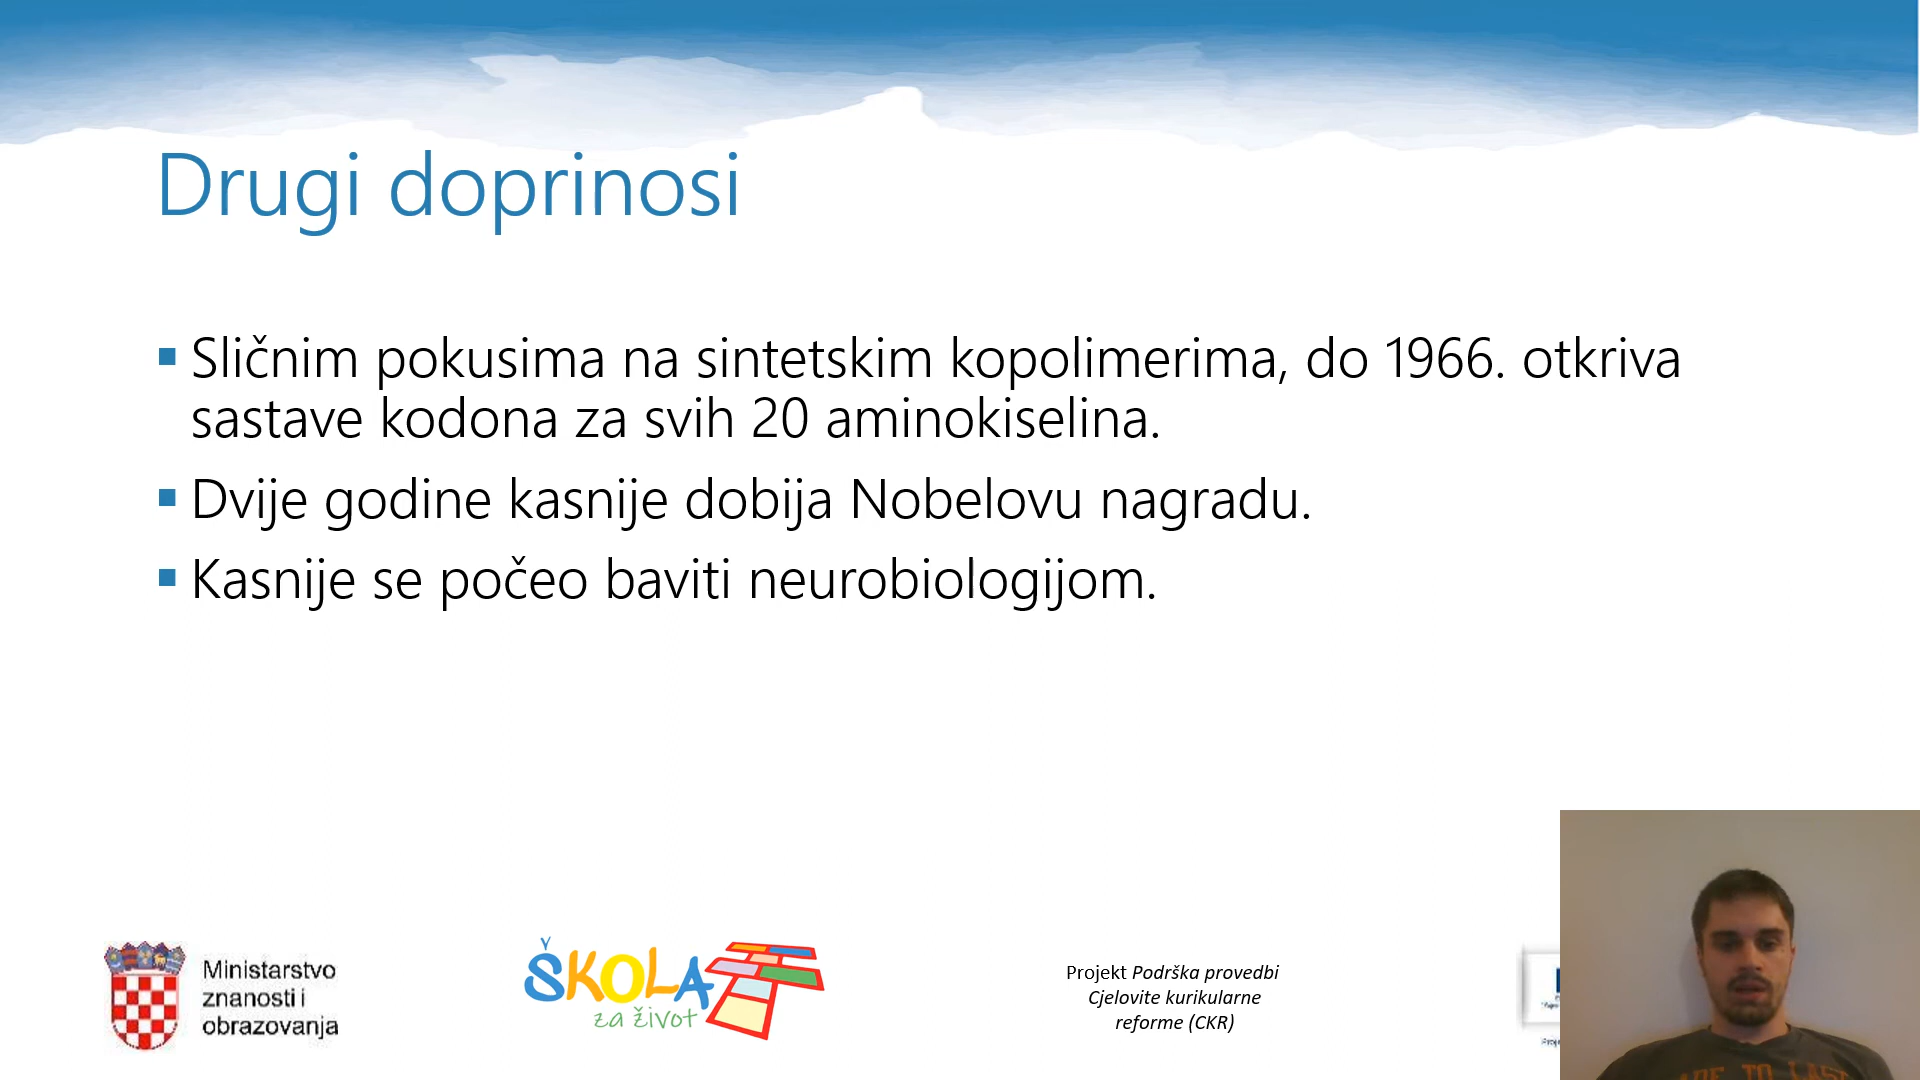 Drugi doprinosi
▪ Sličnim pokusima na sintetskim kopolimerima, do 1966. otkriva
sastave kodona za svih 20 aminokiselina.
▪ Dvije godine kasnije dobija Nobelovu nagradu.
▪ Kasnije se počeo baviti neurobiologijom.
Ministarstvo
znanosti i
obrazovanja
ŠKOLA
za život
Projekt Podrška provedbi
Cjelovite kurikularne
reforme (CKR)
TO LAST